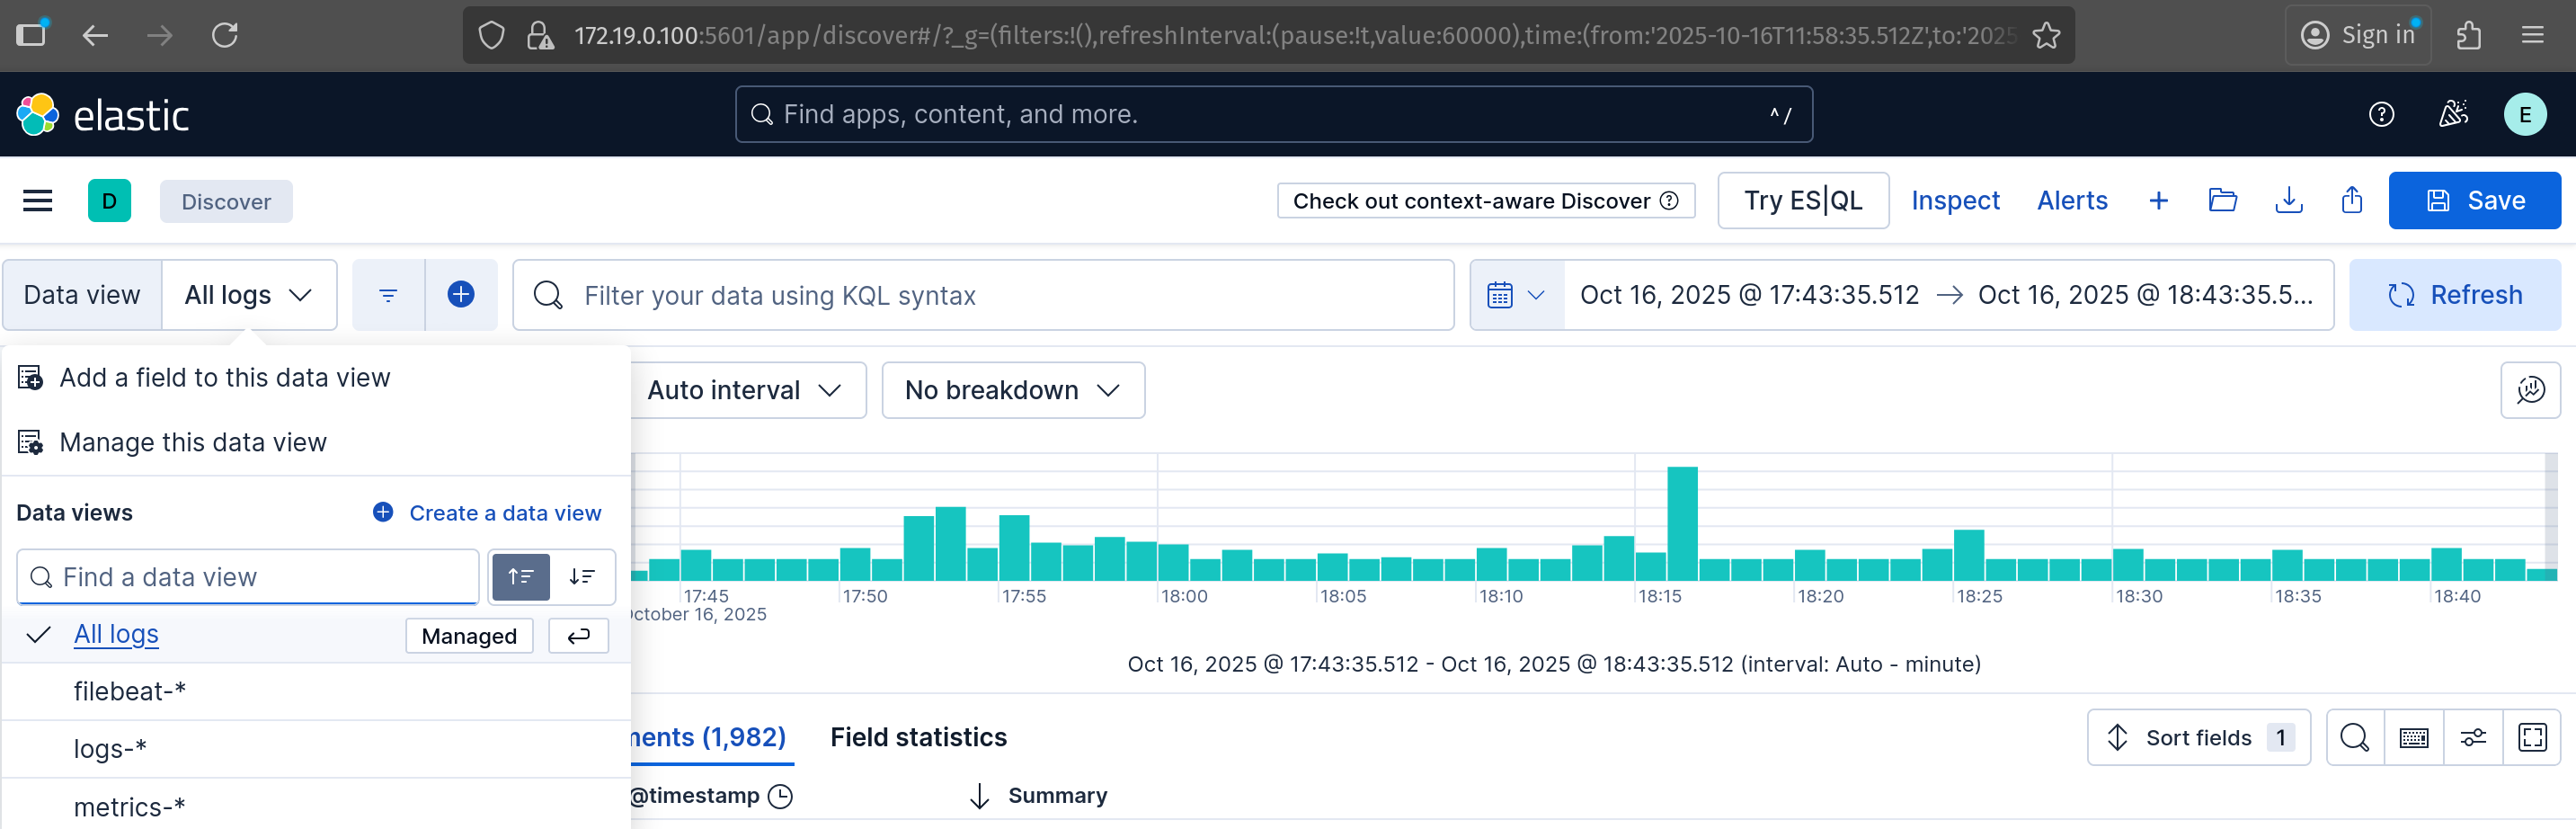 172.19.0.100:5601/app/discover#/?_g=(filters:!(),refreshInterval:(pause:!t,value:60000),time:(from:'2025-10-16T11:58:35.512Z',to:'2025
Sign in
elastic
Find apps, content, and more.
^ /
E
D
Discover
Check out context-aware Discover
Try ES|QL
Inspect
Alerts
Save
Data view
All logs
Filter your data using KQL syntax
Oct 16, 2025 @ 17:43:35.512
Oct 16, 2025 @ 18:43:35.5...
Refresh
Add a field to this data view
Manage this data view
Data views
Create a data view
Find a data view
All logs
Managed
filebeat-*
logs-*
metrics-*
Auto interval
No breakdown
17:45
17:50
17:55
18:00
18:05
18:10
18:15
18:20
18:25
18:30
18:35
18:40
ctober 16, 2025
Oct 16, 2025 @ 17:43:35.512 - Oct 16, 2025 @ 18:43:35.512 (interval: Auto - minute)
ments (1,982)
Field statistics
Sort fields 1
@timestamp
Summary